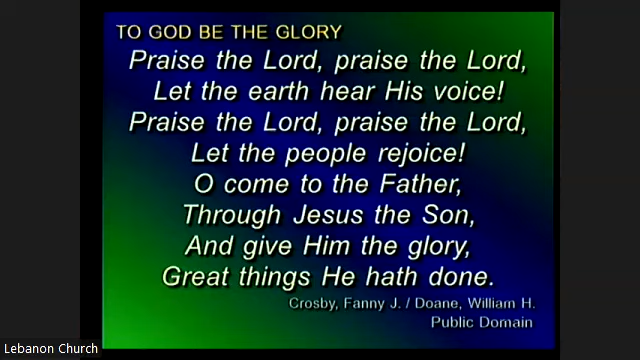 TO GOD BE THE GLORY
Praise the Lord, praise the Lord,
Let the earth hear His voice!
Praise the Lord, praise the Lord,
Let the people rejoice!
O come to the Father,
Through Jesus the Son,
And give Him the glory,
Great things He hath done.
Crosby, Fanny J. / Doane, William H.
Public Domain
Lebanon Church